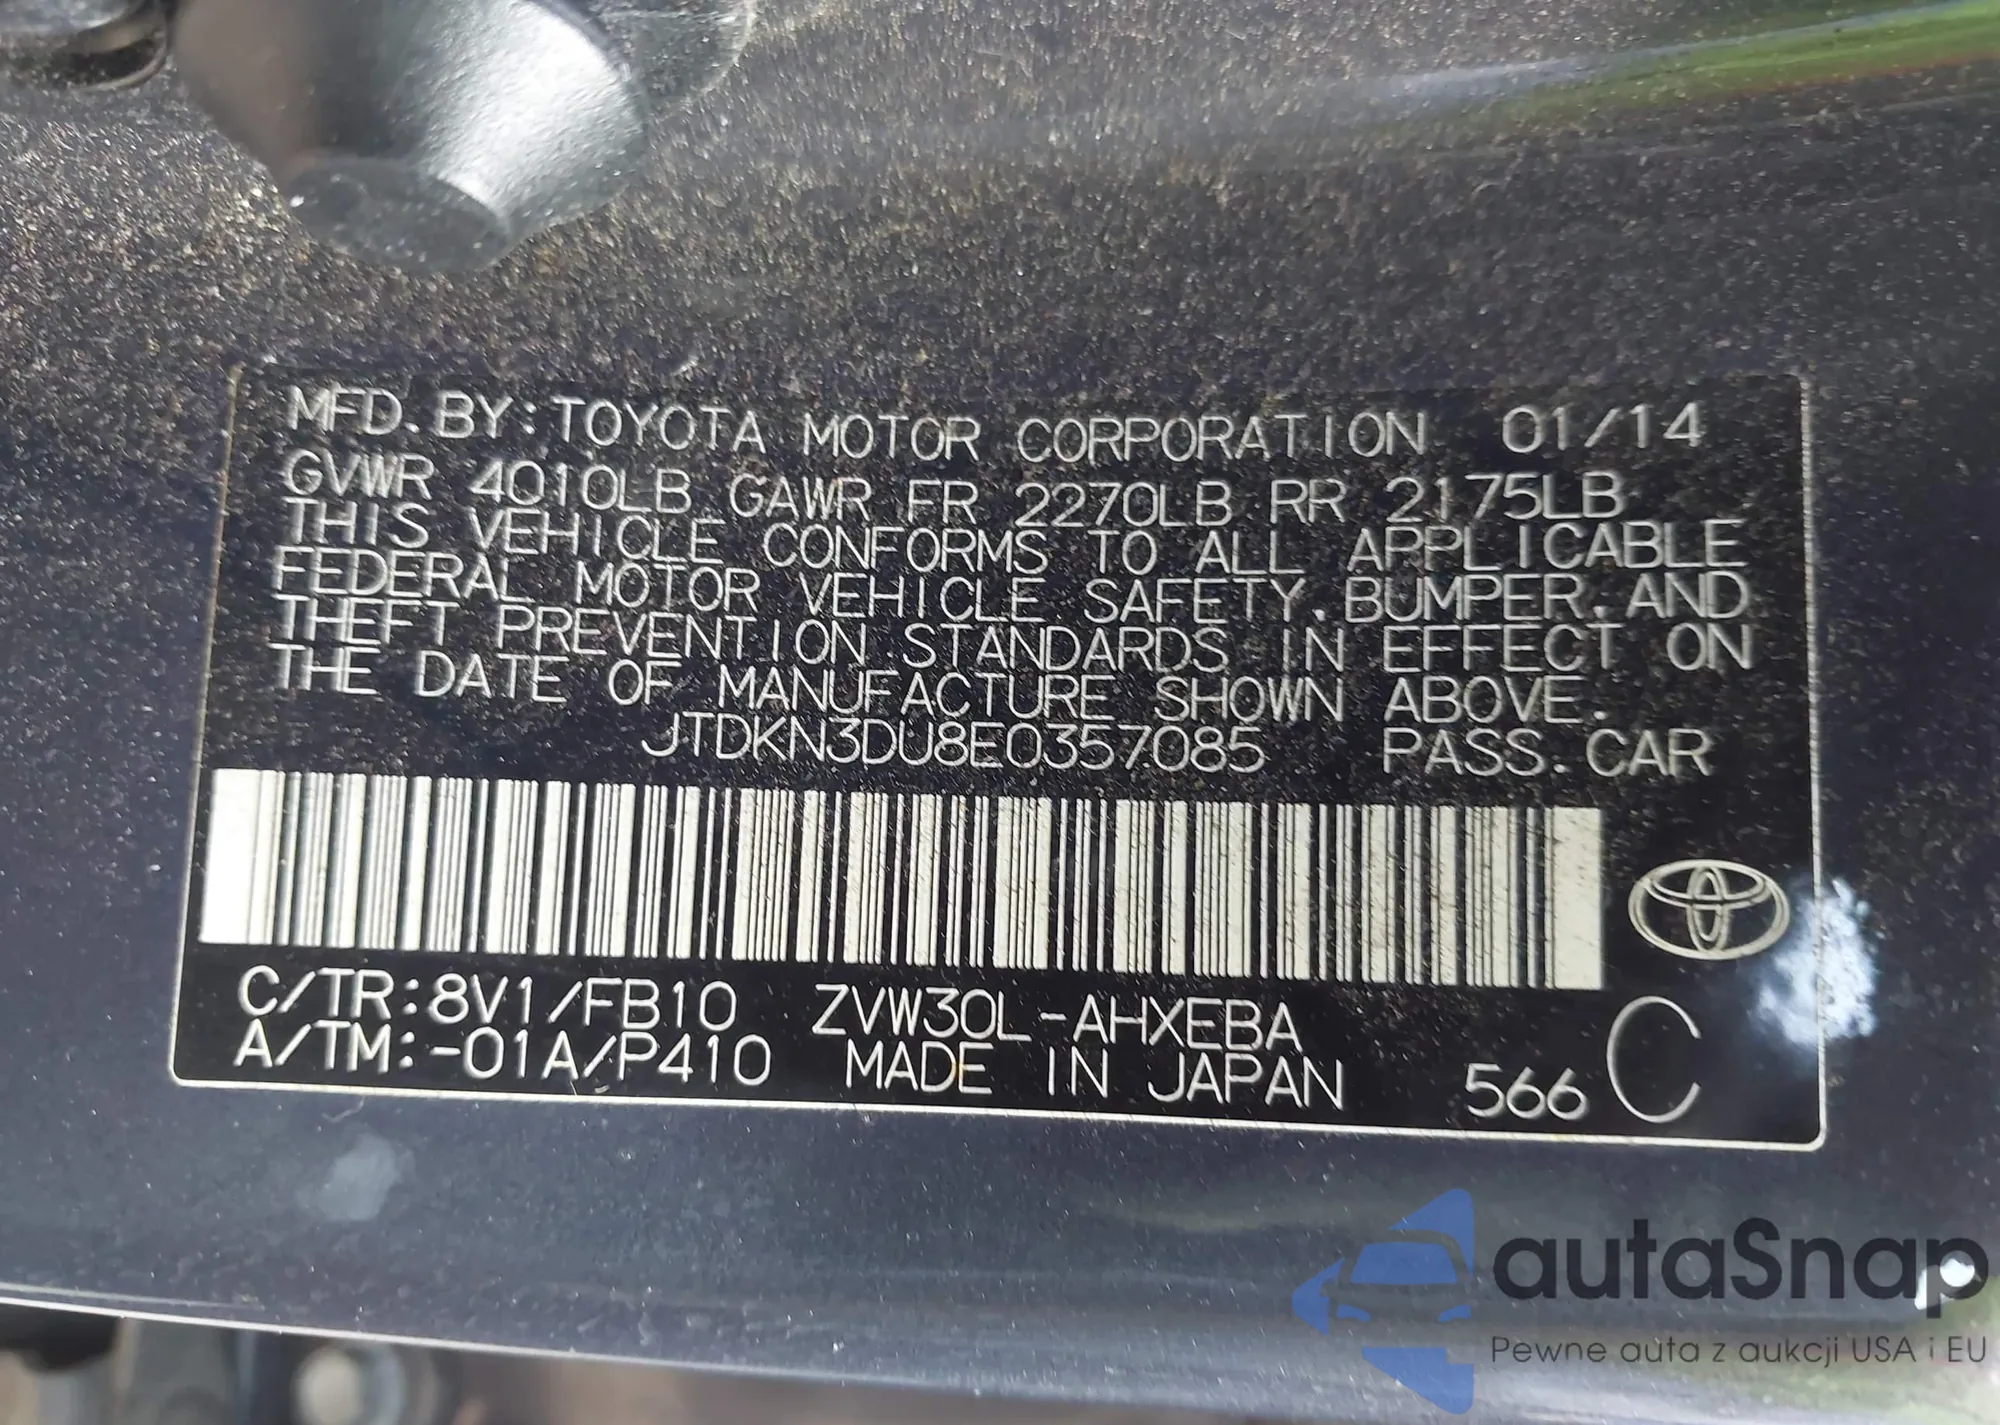 MFD. BY: TOYOTA MOTOR CORPORATION 01/14
GVWR 4010LB GAWR FR 2270LB RR 2175LB
THIS VEHICLE CONFORMS TO ALL APPLICABLE
FEDERAL MOTOR VEHICLE SAFETY, BUMPER, AND
THEFT PREVENTION STANDARDS IN EFFECT ON
THE DATE OF MANUFACTURE SHOWN ABOVE.
JTDKN3DU8E0357085 PASS. CAR
C/TR: 8V1/FB10 ZVW30L-AHXEBA
A/TM: -01A/P410 MADE IN JAPAN 566 C
autaSnap
Pewne auta z aukcji USA i EU